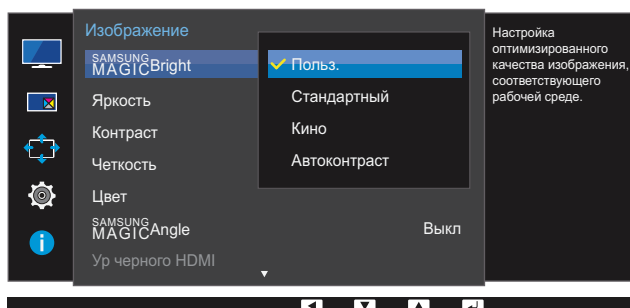 Изображение
SAMSUNG
MAGICBright
Яркость
Контраст
Четкость
Цвет
SAMSUNG
MAGICAngle
Выкл
Ур черного HDMI
Польз.
Стандартный
Кино
Автоконтраст
Настройка
оптимизированного
качества изображения,
соответствующего
рабочей среде.